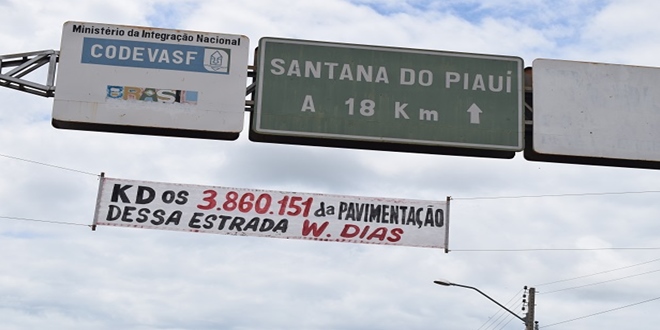 Ministério da Integração Nacional
CODEVASF
BRASIL
SANTANA DO PIAUÍ
A 18 Km
KD OS 3.860.151 da PAVIMENTAÇÃO
DESSA ESTRADA W. DIAS